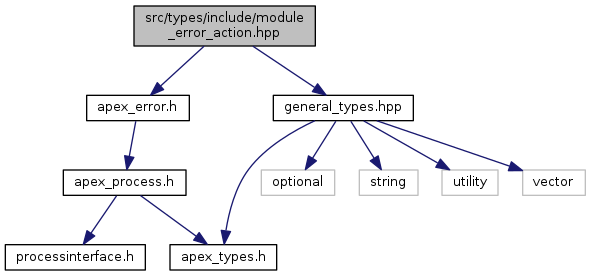 src/types/include/module
_error_action.hpp
apex_error.h
general_types.hpp
apex_process.h
optional
string
utility
vector
processinterface.h
apex_types.h